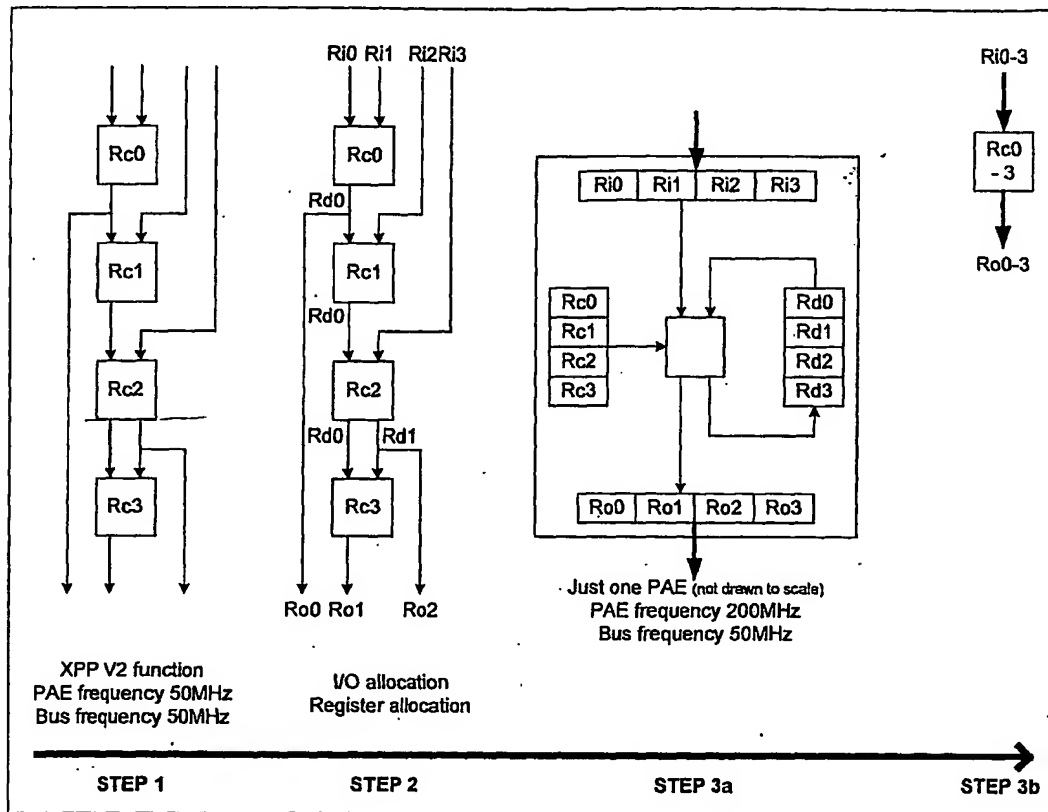 Rc0
Rc1
Rc2
Rc3
XPP V2 function
PAE frequency 50MHz
Bus frequency 50MHz
Ri0 Ri1 Ri2 Ri3
Rc0
Rd0
Rc1
Rd0
Rc2
Rd0 Rd1
Rc3
Ro0 Ro1 Ro2
I/O allocation
Register allocation
Ri0 Ri1 Ri2 Ri3
Rc0
Rc1
Rc2
Rc3
Rd0
Rd1
Rd2
Rd3
Ro0 Ro1 Ro2 Ro3
Just one PAE (not drawn to scale)
PAE frequency 200MHz
Bus frequency 50MHz
Ri0-3
Rc0
- 3
Ro0-3
STEP 1 STEP 2 STEP 3a STEP 3b